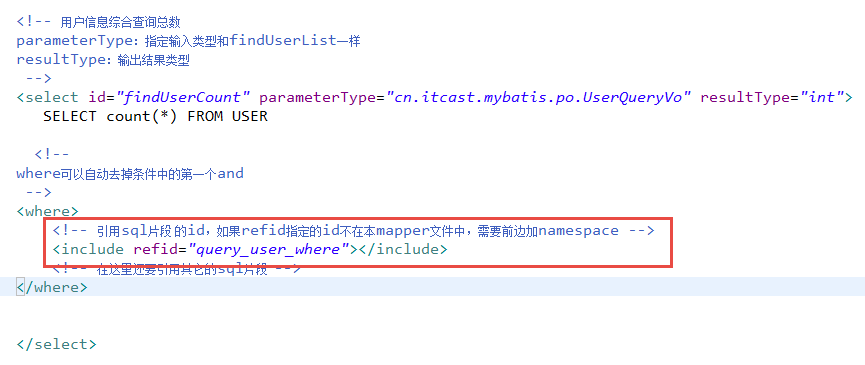 <!-- 用户信息综合查询总数
parameterType：指定输入类型和findUserList一样
resultType：输出结果类型
-->
<select id="findUserCount" parameterType="cn.itcast.mybatis.po.UserQueryVo" resultType="int">
SELECT count(*) FROM USER
<!--
where可以自动去掉条件中的第一个and
-->
<where>
<!-- 引用sql片段 的id，如果refid指定的id不在本mapper文件中，需要前边加namespace -->
<include refid="query_user_where"></include>
<!-- 在这里还要引用其它的sql片段 -->
</where>
</select>